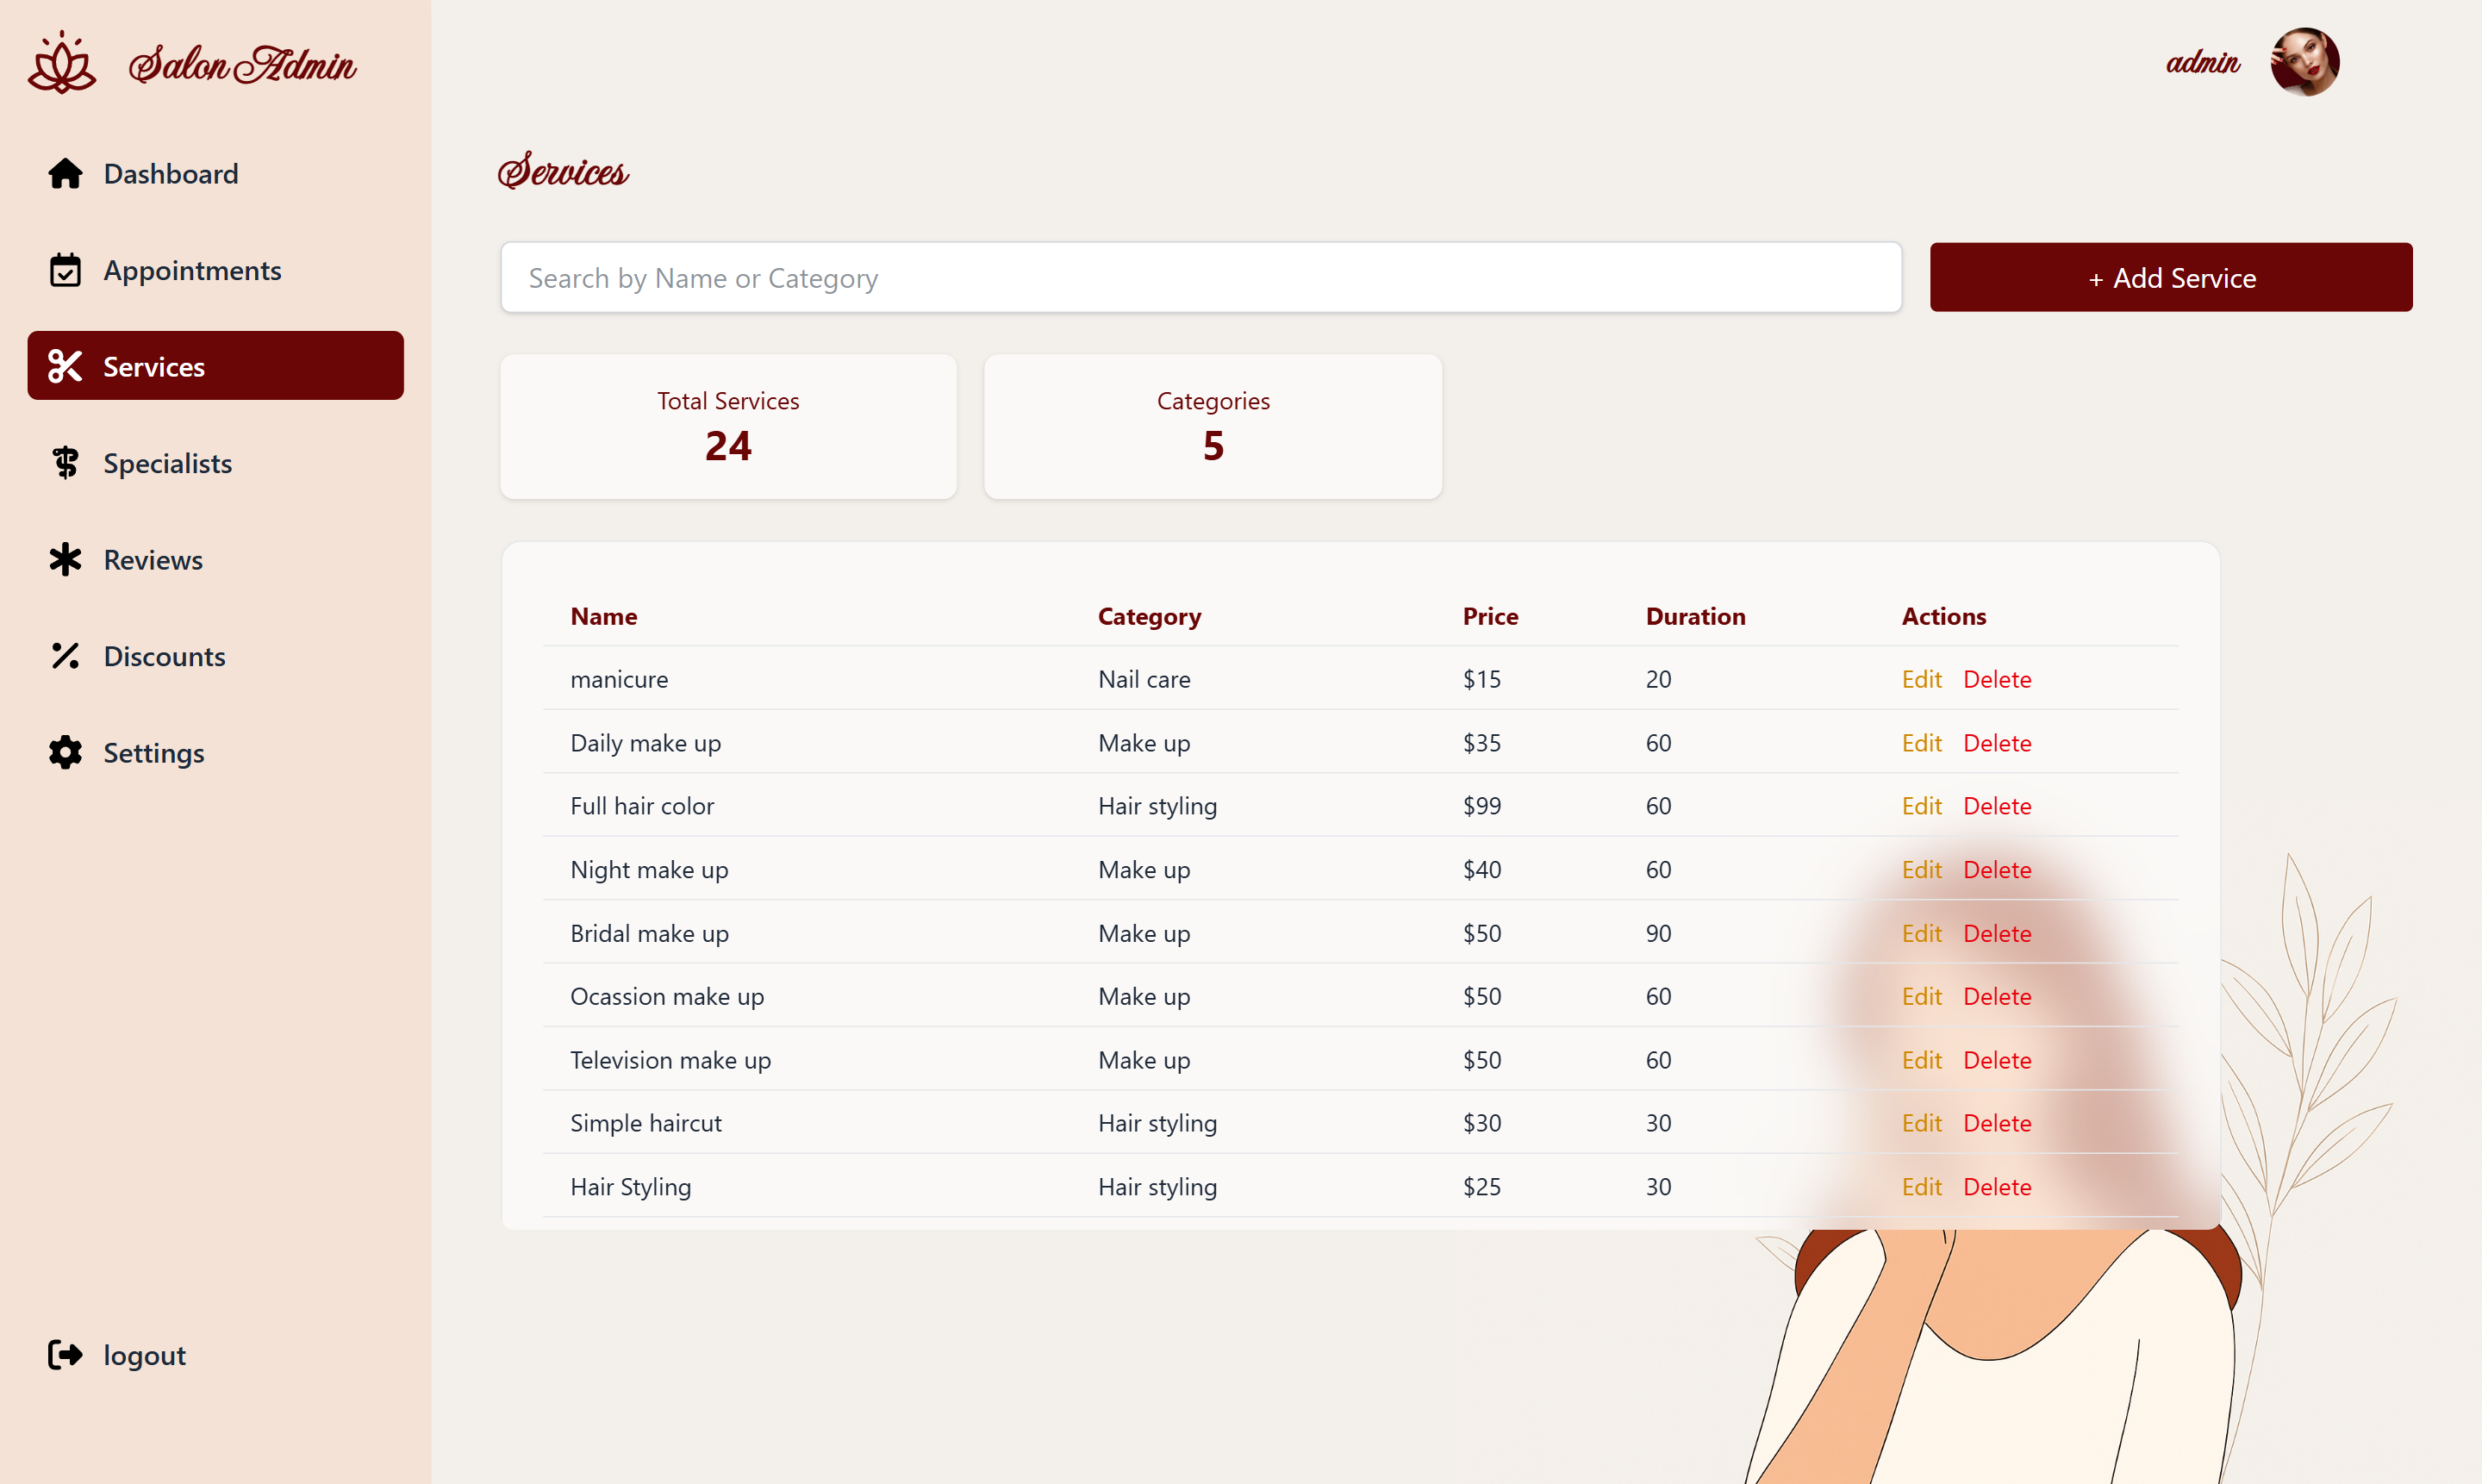 Salon Admin
admin
Dashboard
Appointments
Services
Specialists
Reviews
Discounts
Settings
logout
Services
Search by Name or Category
+ Add Service
Total Services
24
Categories
5
Name Category Price Duration Actions
manicure Nail care $15 20 Edit Delete
Daily make up Make up $35 60 Edit Delete
Full hair color Hair styling $99 60 Edit Delete
Night make up Make up $40 60 Edit Delete
Bridal make up Make up $50 90 Edit Delete
Ocassion make up Make up $50 60 Edit Delete
Television make up Make up $50 60 Edit Delete
Simple haircut Hair styling $30 30 Edit Delete
Hair Styling Hair styling $25 30 Edit Delete